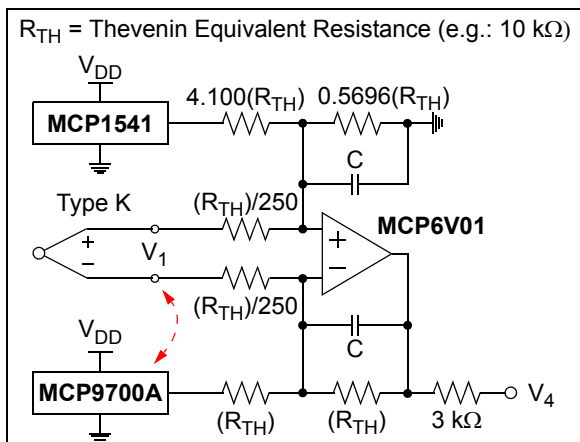 R_TH = Thevenin Equivalent Resistance (e.g.: 10 kΩ)
V_DD
4.100(R_TH)
0.5696(R_TH)
MCP1541
C
Type K
(R_TH)/250
MCP6V01
+
+
V_1
−
−
(R_TH)/250
V_DD
C
MCP9700A
V_4
(R_TH)
(R_TH)
3 kΩ